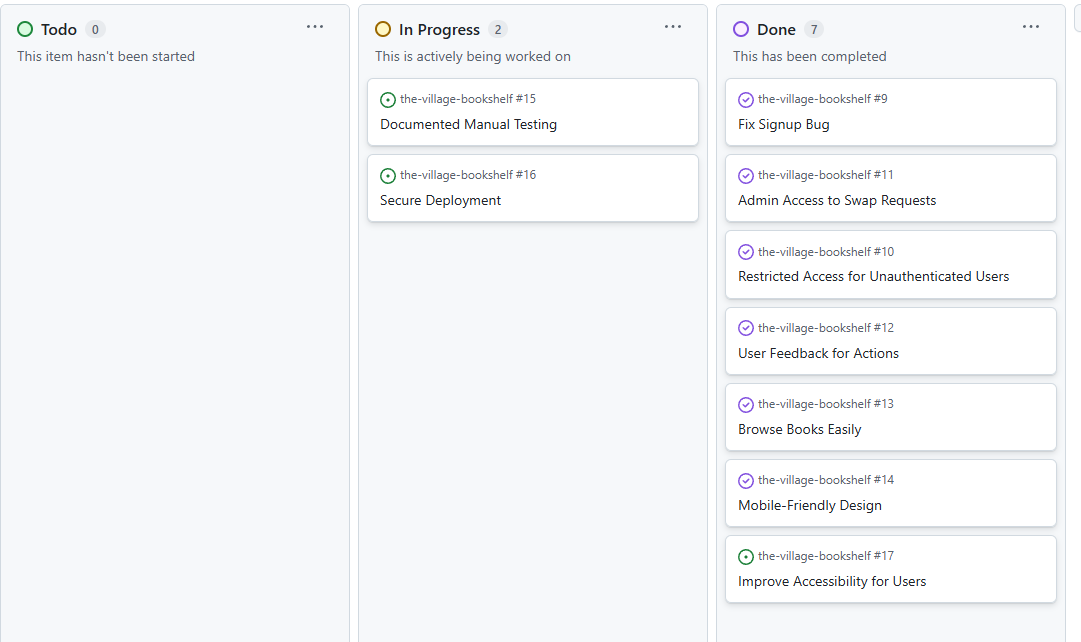 Todo 0
This item hasn't been started
In Progress 2
This is actively being worked on
the-village-bookshelf #15
Documented Manual Testing
the-village-bookshelf #16
Secure Deployment
Done 7
This has been completed
the-village-bookshelf #9
Fix Signup Bug
the-village-bookshelf #11
Admin Access to Swap Requests
the-village-bookshelf #10
Restricted Access for Unauthenticated Users
the-village-bookshelf #12
User Feedback for Actions
the-village-bookshelf #13
Browse Books Easily
the-village-bookshelf #14
Mobile-Friendly Design
the-village-bookshelf #17
Improve Accessibility for Users